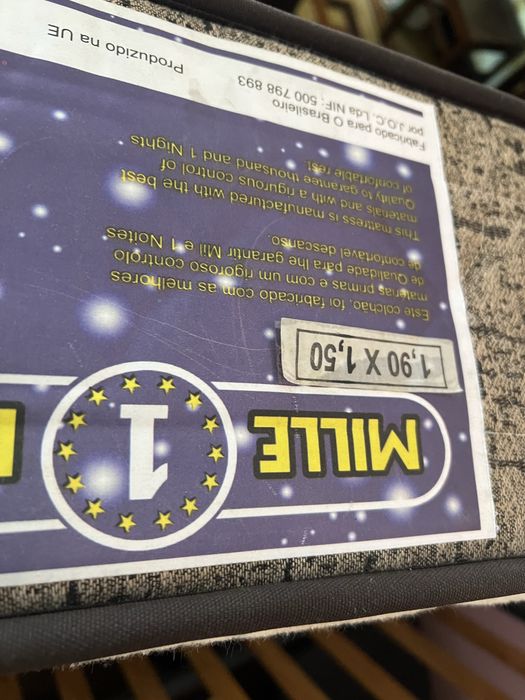 MILLE 1
1,90 X 1,50
Este colchão, foi fabricado com as melhores
matérias primas e com um rigoroso controlo
de Qualidade para lhe garantir Mil e 1 Noites
de confortável descanso.
This mattress is manufactured with the best
materials and with a rigurous control of
Quality to guarantee thousand and 1 Nights
of confortable rest.
Fabricado para O Brasileiro
por J.O.C. Lda NIF: 500 798 893
Produzido na UE